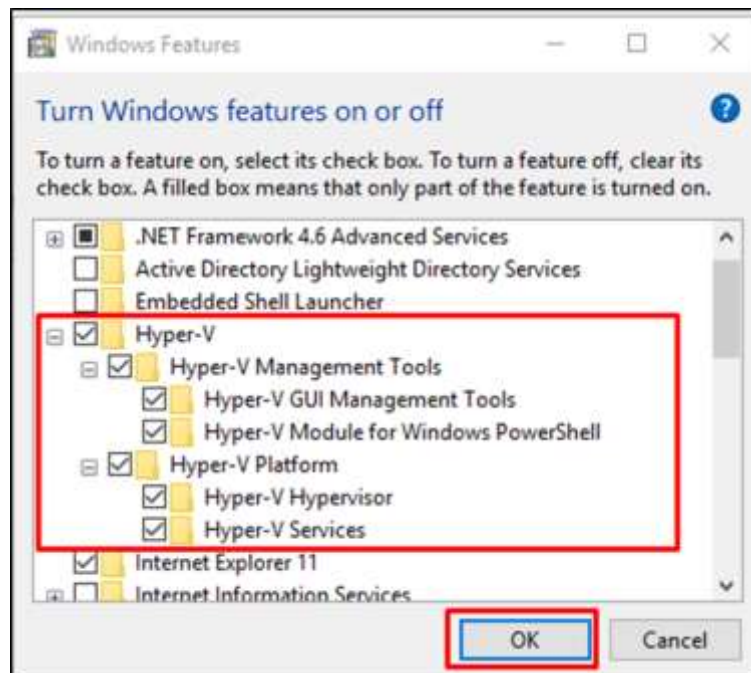 Windows Features
Turn Windows features on or off
?
To turn a feature on, select its check box. To turn a feature off, clear its
check box. A filled box means that only part of the feature is turned on.
.NET Framework 4.6 Advanced Services
Active Directory Lightweight Directory Services
Embedded Shell Launcher
Hyper-V
Hyper-V Management Tools
Hyper-V GUI Management Tools
Hyper-V Module for Windows PowerShell
Hyper-V Platform
Hyper-V Hypervisor
Hyper-V Services
Internet Explorer 11
Internet Information Services
OK Cancel